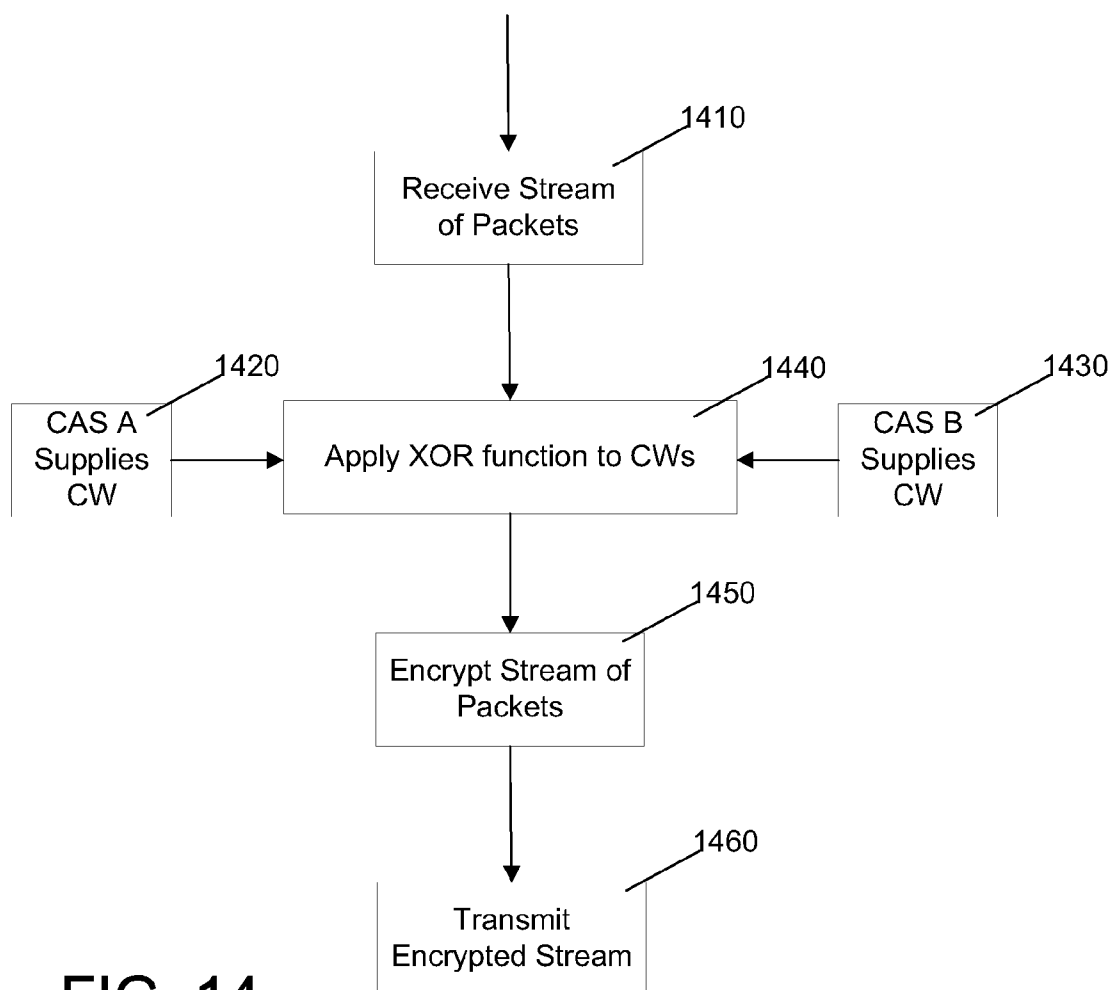 1410
Receive Stream
of Packets
1420
1440
1430
CAS A
Supplies
CW
Apply XOR function to CWs
CAS B
Supplies
CW
1450
Encrypt Stream of
Packets
1460
Transmit
Encrypted Stream
FIG. 14